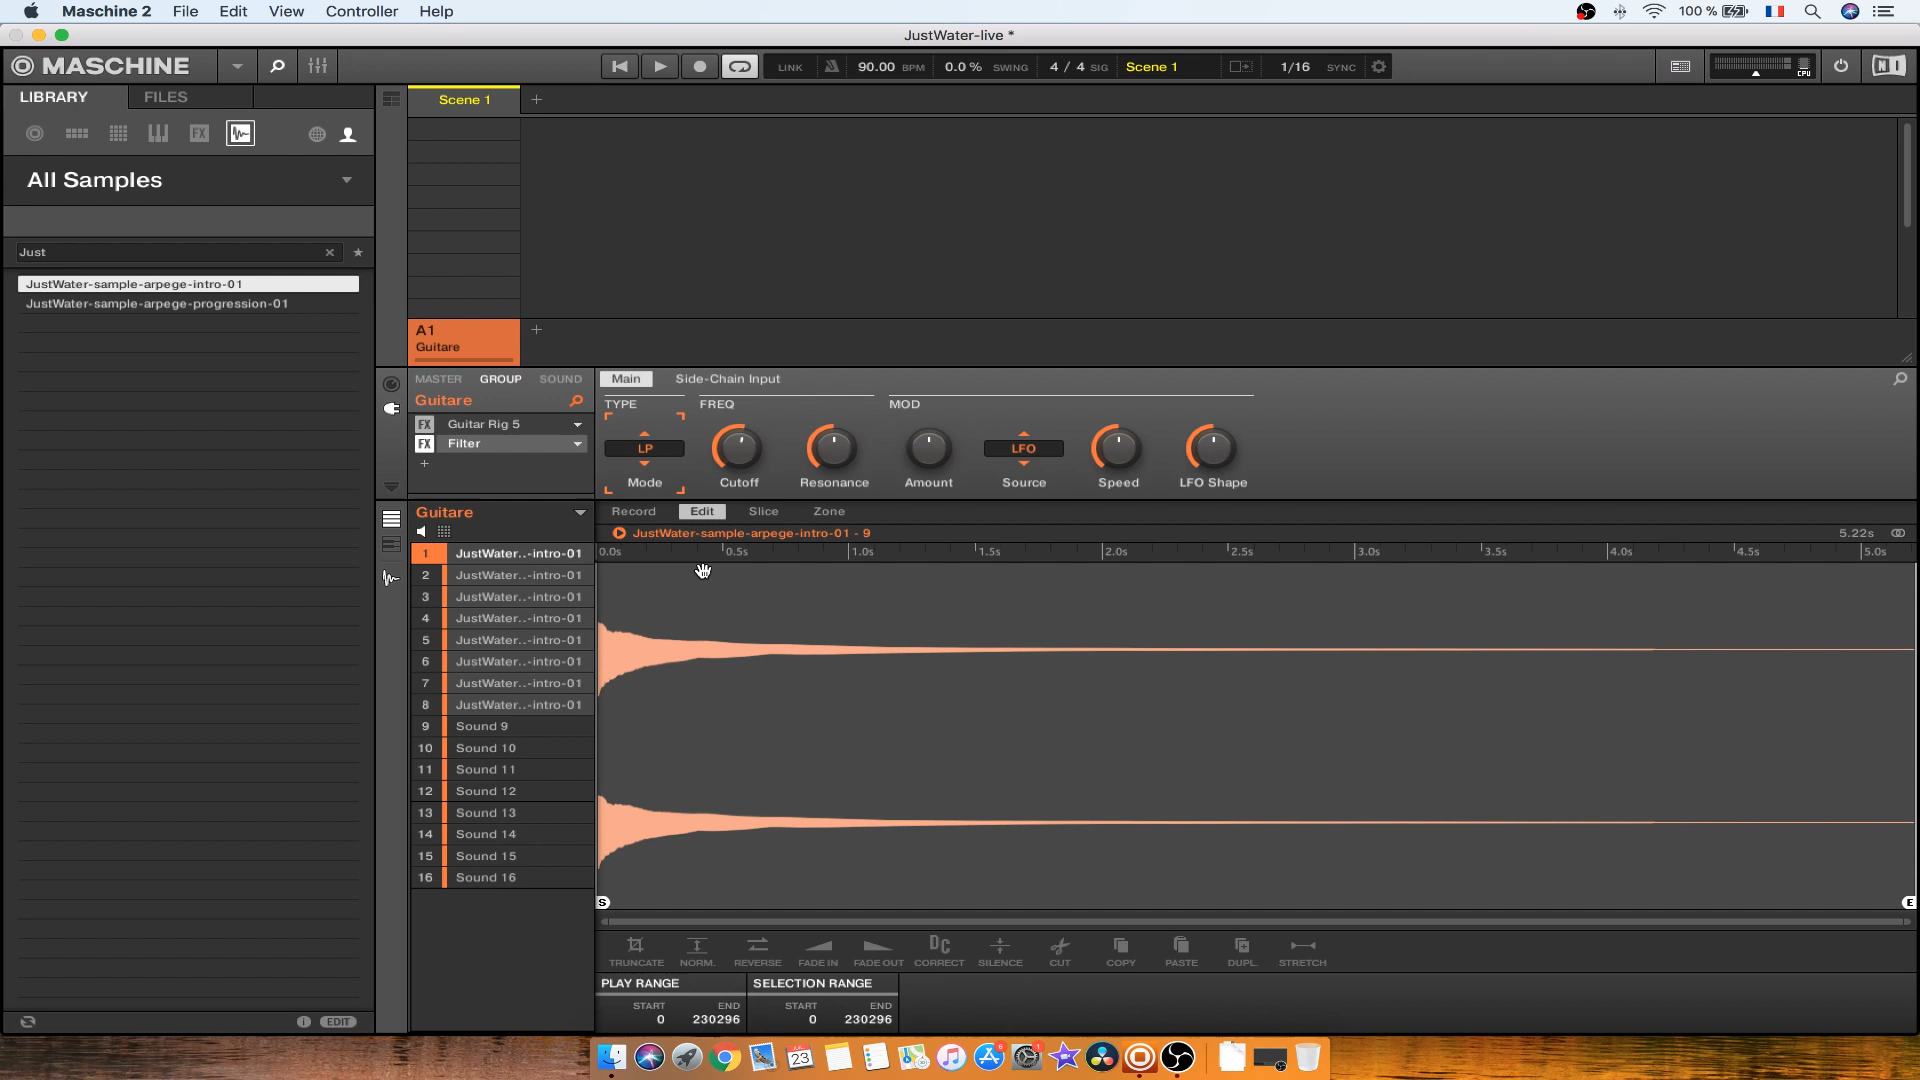 Maschine 2 File Edit View Controller Help 100 %
JustWater-live *
MASCHINE LINK 90.00 BPM 0.0 % SWING 4 / 4 SIG Scene 1 1/16 SYNC CPU
LIBRARY FILES
FX
All Samples
Just
JustWater-sample-arpege-intro-01
JustWater-sample-arpege-progression-01
EDIT
Scene 1 +
A1
Guitare
+
MASTER GROUP SOUND
Guitare
FX Guitar Rig 5
FX Filter
+
Main Side-Chain Input
TYPE FREQ MOD
LP LFO
Mode Cutoff Resonance Amount Source Speed LFO Shape
Guitare
Record Edit Slice Zone
JustWater-sample-arpege-intro-01 - 9 5.22s
0.0s 0.5s 1.0s 1.5s 2.0s 2.5s 3.0s 3.5s 4.0s 4.5s 5.0s
1 JustWater..-intro-01
2 JustWater..-intro-01
3 JustWater..-intro-01
4 JustWater..-intro-01
5 JustWater..-intro-01
6 JustWater..-intro-01
7 JustWater..-intro-01
8 JustWater..-intro-01
9 Sound 9
10 Sound 10
11 Sound 11
12 Sound 12
13 Sound 13
14 Sound 14
15 Sound 15
16 Sound 16
S E
DC
TRUNCATE NORM. REVERSE FADE IN FADE OUT CORRECT SILENCE CUT COPY PASTE DUPL. STRETCH
PLAY RANGE SELECTION RANGE
START END START END
0 230296 0 230296
23